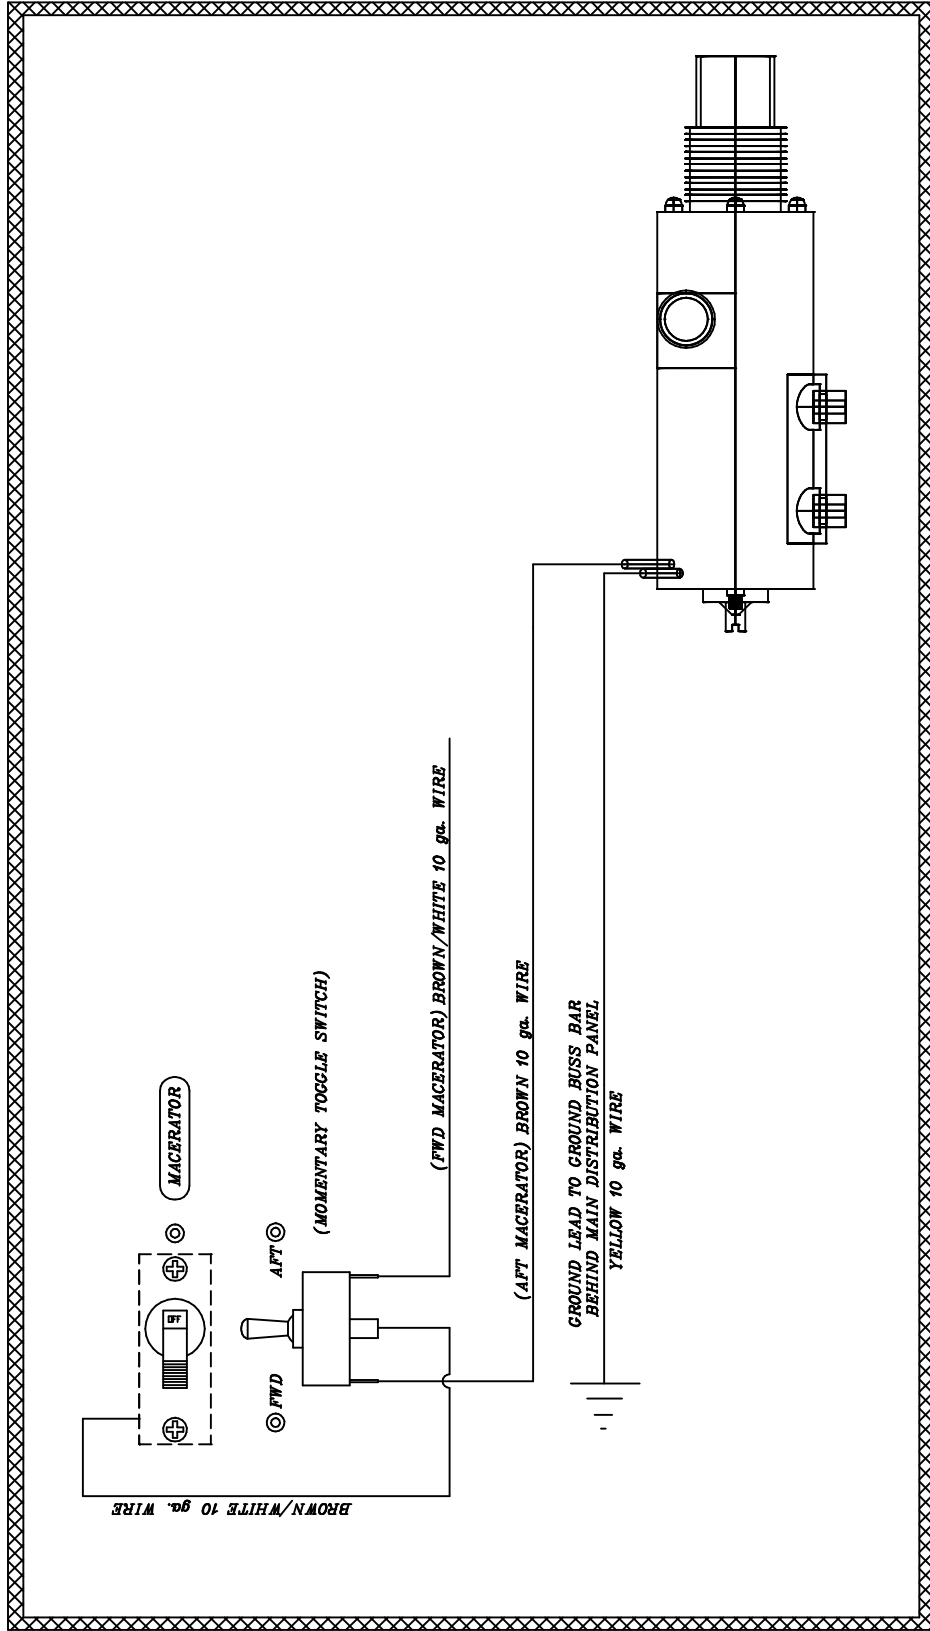 MACERATOR
OFF
FWD
AFT
(MOMENTARY TOGGLE SWITCH)
BROWN/WHITE 10 ga. WIRE
(FWD MACERATOR) BROWN/WHITE 10 ga. WIRE
(AFT MACERATOR) BROWN 10 ga. WIRE
GROUND LEAD TO GROUND BUSS BAR
BEHIND MAIN DISTRIBUTION PANEL
YELLOW 10 ga. WIRE